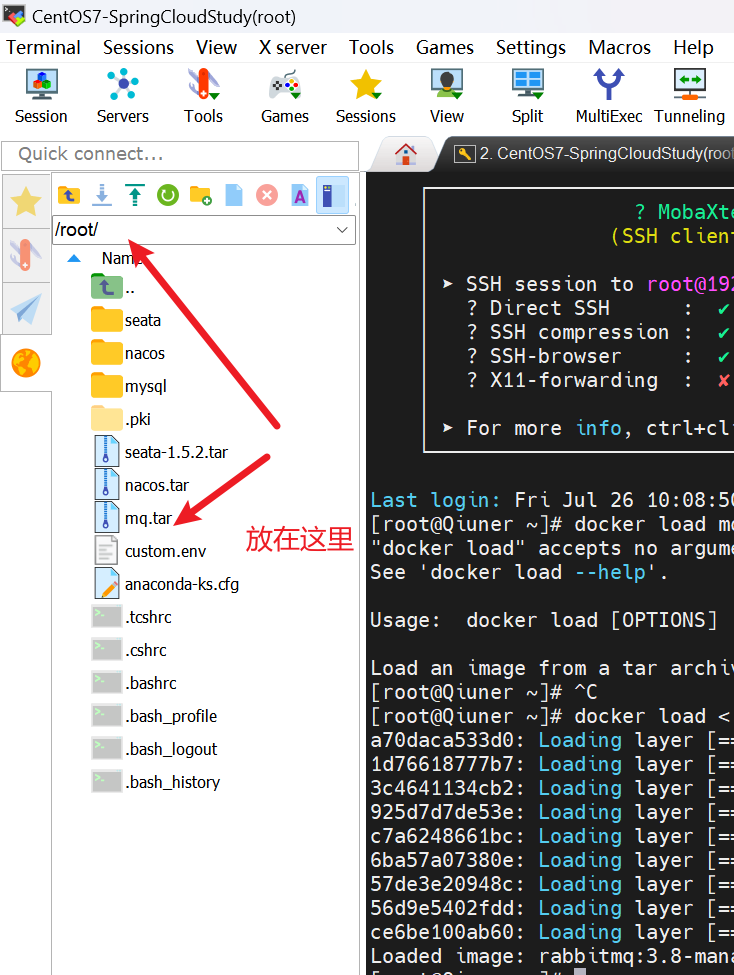 CentOS7-SpringCloudStudy(root)
Terminal Sessions View X server Tools Games Settings Macros Help
Session Servers Tools Games Sessions View Split MultiExec Tunneling
Quick connect...
2. CentOS7-SpringCloudStudy(root
/root/
Name
..
seata
nacos
mysql
.pki
seata-1.5.2.tar
nacos.tar
mq.tar
放在这里
custom.env
anaconda-ks.cfg
.tcshrc
.cshrc
.bashrc
.bash_profile
.bash_logout
.bash_history
? MobaXte
(SSH client
➤ SSH session to root@192
? Direct SSH : ✔
? SSH compression : ✔
? SSH-browser : ✔
? X11-forwarding : ✘
➤ For more info, ctrl+cli
Last login: Fri Jul 26 10:08:50
[root@Qiuner ~]# docker load mq
"docker load" accepts no argume
See 'docker load --help'.
Usage: docker load [OPTIONS]
Load an image from a tar archiv
[root@Qiuner ~]# ^C
[root@Qiuner ~]# docker load <
a70daca533d0: Loading layer [==
1d76618777b7: Loading layer [==
3c4641134cb2: Loading layer [==
925d7d7de53e: Loading layer [==
c7a6248661bc: Loading layer [==
6ba57a07380e: Loading layer [==
57de3e20948c: Loading layer [==
56d9e5402fdd: Loading layer [==
ce6be100ab60: Loading layer [==
Loaded image: rabbitmq:3.8-mana
[root@Qiuner ~]#